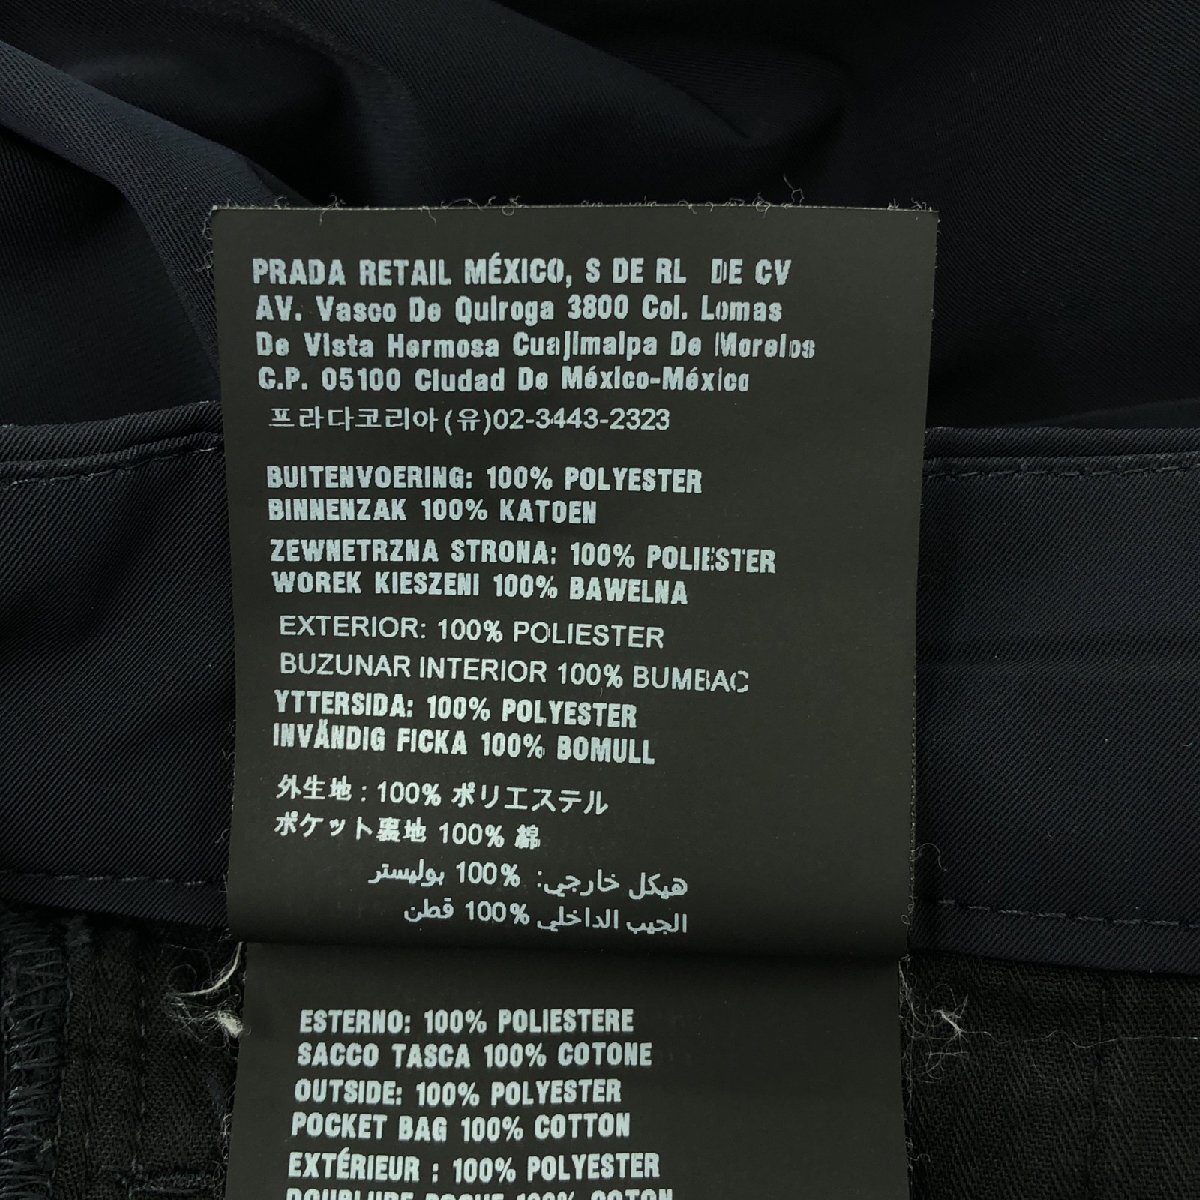 PRADA RETAIL MÉXICO, S DE RL DE CV
AV. Vasco De Quiroga 3800 Col. Lomas
De Vista Hermosa Cuajimalpa De Morelos
C.P. 05100 Ciudad De México-México
프라다코리아(유)02-3443-2323
BUITENVOERING: 100% POLYESTER
BINNENZAK 100% KATOEN
ZEWNETRZNA STRONA: 100% POLIESTER
WOREK KIESZENI 100% BAWELNA
EXTERIOR: 100% POLIESTER
BUZUNAR INTERIOR 100% BUMBAC
YTTERSIDA: 100% POLYESTER
INVÄNDIG FICKA 100% BOMULL
外生地 : 100% ポリエステル
ポケット裏地 100% 綿
هيكل خارجي: 100% بوليستر
الجيب الداخلي 100% قطن
ESTERNO: 100% POLIESTERE
SACCO TASCA 100% COTONE
OUTSIDE: 100% POLYESTER
POCKET BAG 100% COTTON
EXTÉRIEUR : 100% POLYESTER
DOUBLURE POCHE 100% COTON